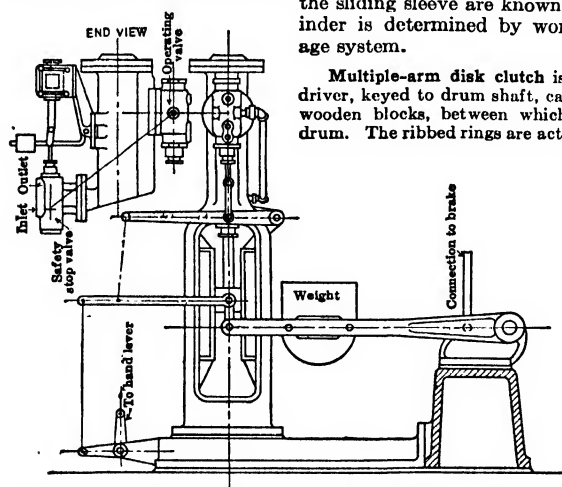 the sliding sleeve are known
inder is determined by wor
age system.
Multiple-arm disk clutch is
driver, keyed to drum shaft, ca
wooden blocks, between which
drum. The ribbed rings are act
END VIEW
Operating
valve
Inlet Outlet
Safety
stop valve
Weight
Connection to brake
To hand lever